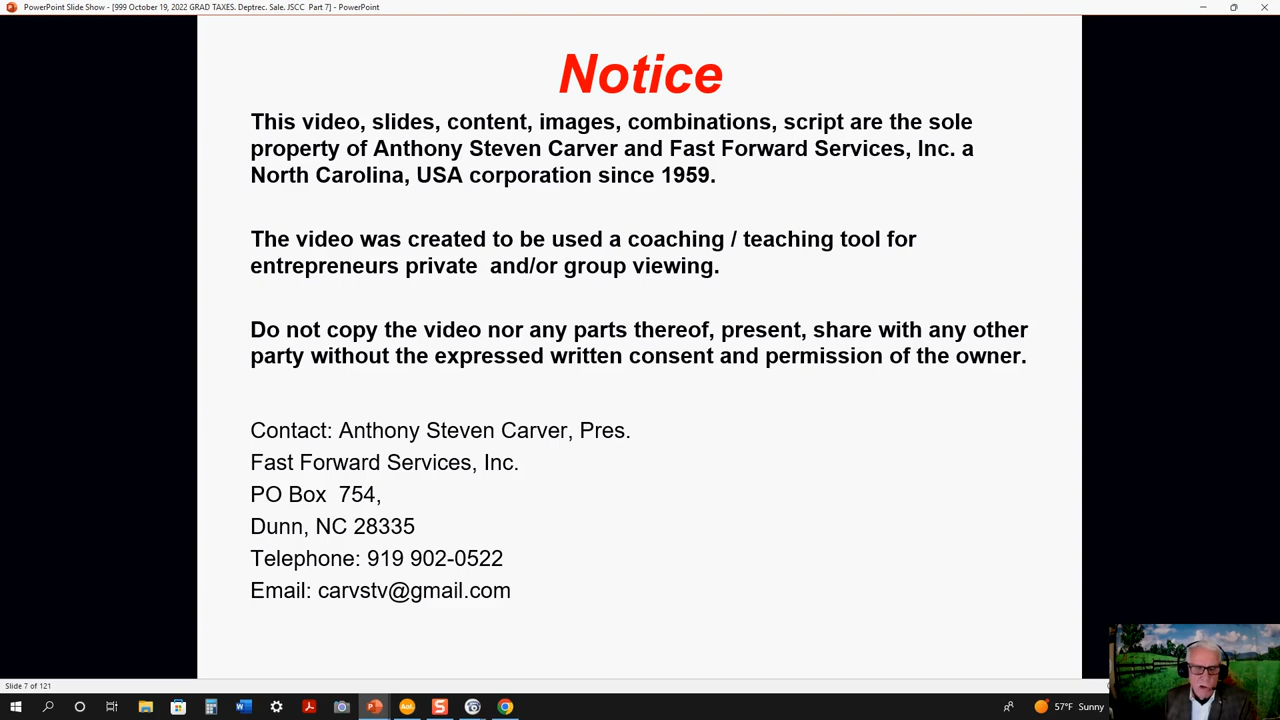 PowerPoint Slide Show - [999 October 19, 2022 GRAD TAXES. Deptrec. Sale. JSCC Part 7] - PowerPoint
Notice
This video, slides, content, images, combinations, script are the sole
property of Anthony Steven Carver and Fast Forward Services, Inc. a
North Carolina, USA corporation since 1959.
The video was created to be used a coaching / teaching tool for
entrepreneurs private and/or group viewing.
Do not copy the video nor any parts thereof, present, share with any other
party without the expressed written consent and permission of the owner.
Contact: Anthony Steven Carver, Pres.
Fast Forward Services, Inc.
PO Box 754,
Dunn, NC 28335
Telephone: 919 902-0522
Email: carvstv@gmail.com
Slide 7 of 121
Aol.
57°F Sunny